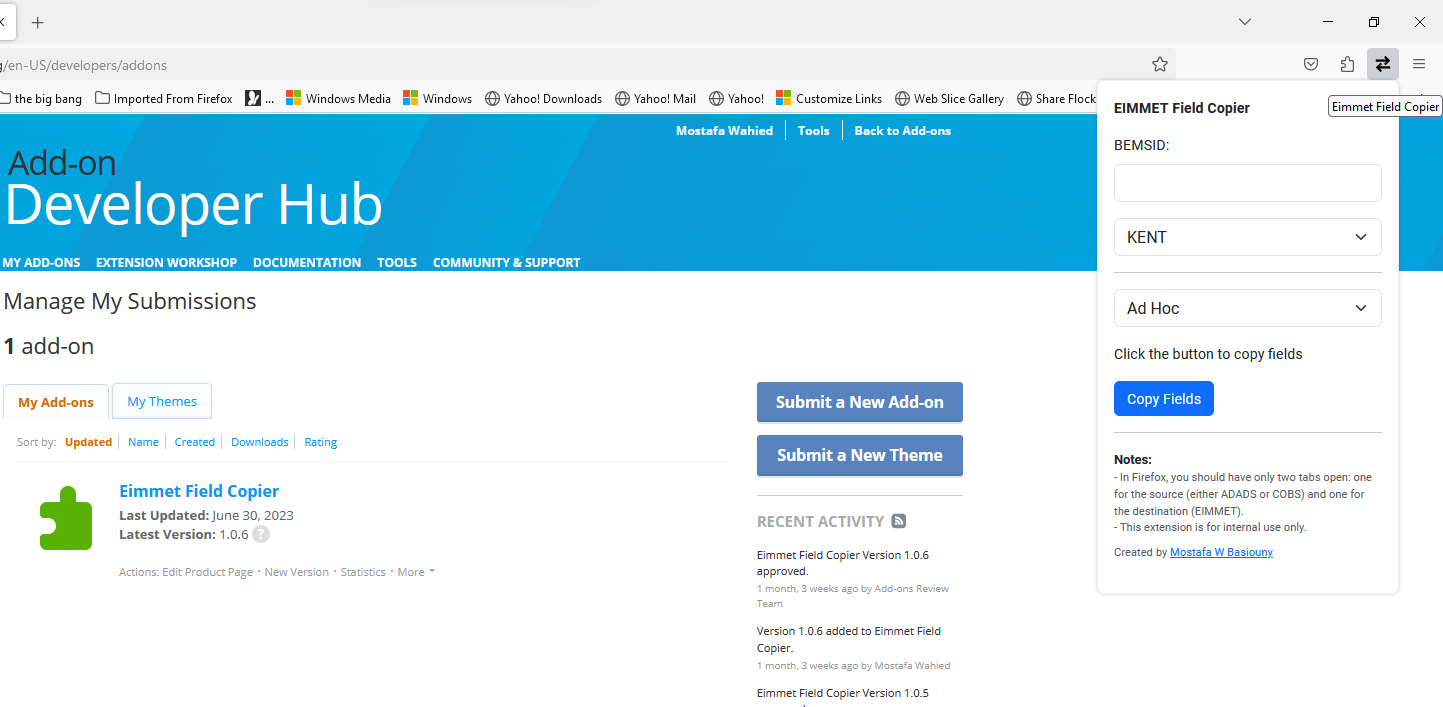 /en-US/developers/addons
the big bang
Imported From Firefox
...
Windows Media
Windows
Yahoo! Downloads
Yahoo! Mail
Yahoo!
Customize Links
Web Slice Gallery
Share Flock
Eimmet Field Copier
Mostafa Wahied
Tools
Back to Add-ons
Add-on
Developer Hub
MY ADD-ONS
EXTENSION WORKSHOP
DOCUMENTATION
TOOLS
COMMUNITY & SUPPORT
Manage My Submissions
1 add-on
My Add-ons
My Themes
Sort by: Updated Name Created Downloads Rating
Eimmet Field Copier
Last Updated: June 30, 2023
Latest Version: 1.0.6 ?
Actions: Edit Product Page · New Version · Statistics · More
Submit a New Add-on
Submit a New Theme
RECENT ACTIVITY
Eimmet Field Copier Version 1.0.6
approved.
1 month, 3 weeks ago by Add-ons Review
Team
Version 1.0.6 added to Eimmet Field
Copier.
1 month, 3 weeks ago by Mostafa Wahied
Eimmet Field Copier Version 1.0.5
EIMMET Field Copier
BEMSID:
KENT
Ad Hoc
Click the button to copy fields
Copy Fields
Notes:
- In Firefox, you should have only two tabs open: one
for the source (either ADADS or COBS) and one for
the destination (EIMMET).
- This extension is for internal use only.
Created by Mostafa W Basiouny